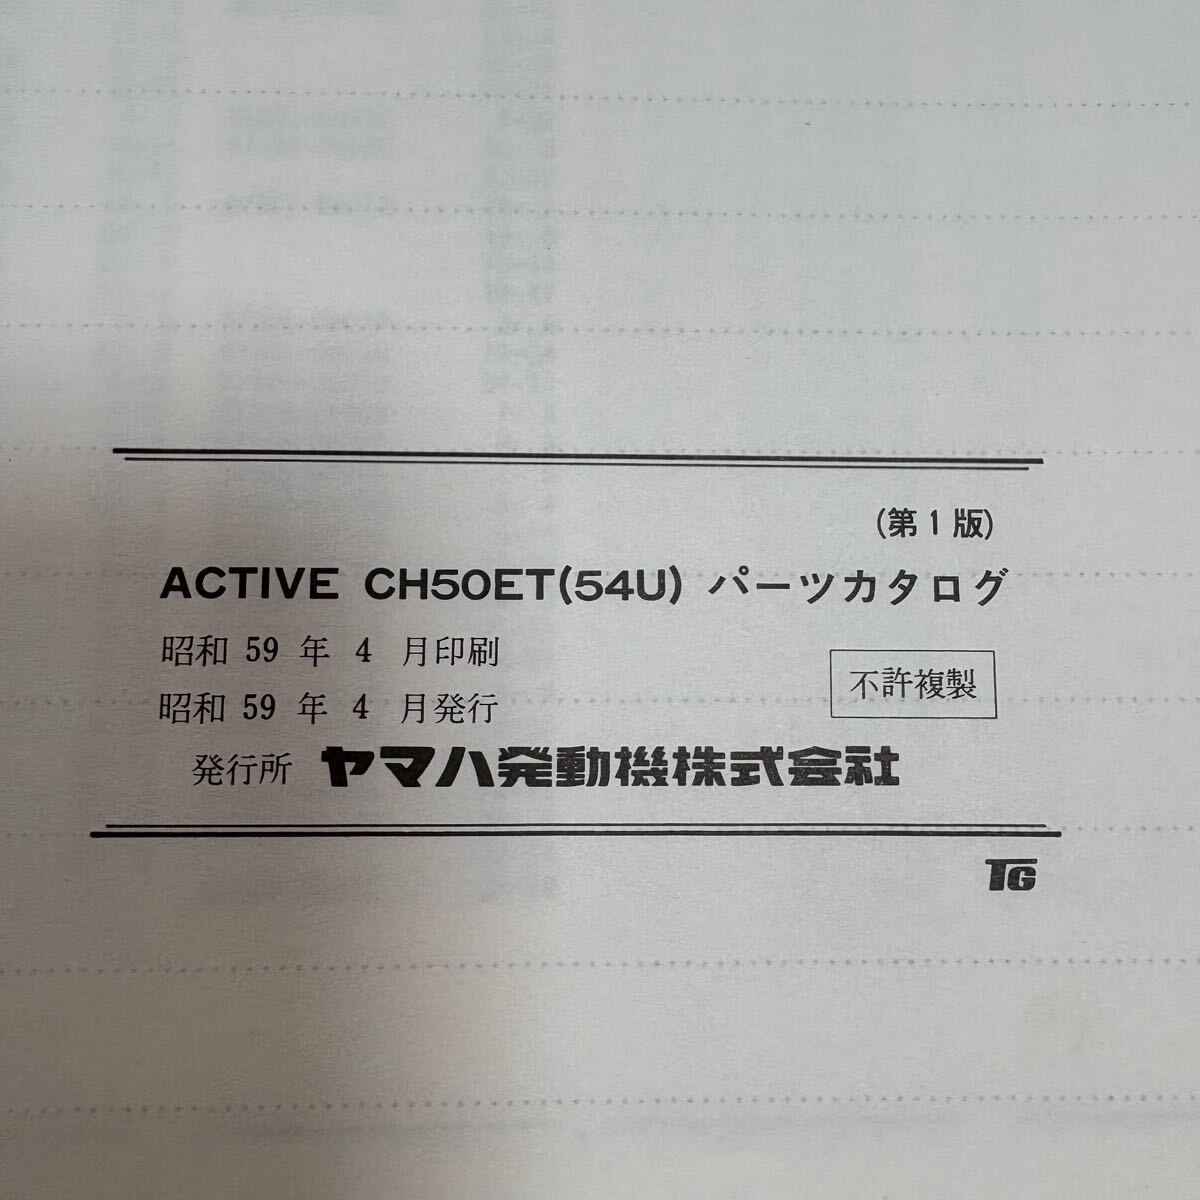 (第1版)
ACTIVE CH50ET(54U) パーツカタログ
昭和 59 年 4 月印刷
昭和 59 年 4 月発行
不許複製
発行所 ヤマハ発動機株式会社
TG